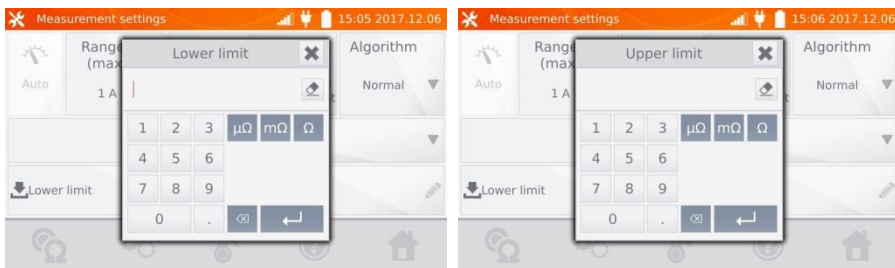 Measurement settings 15:05 2017.12.06
Lower limit
Range
(max
Algorithm
Auto
1 A
Normal
1 2 3 µΩ mΩ Ω
4 5 6
7 8 9
0 .
Lower limit
Measurement settings 15:06 2017.12.06
Upper limit
Range
(max
Algorithm
Auto
1 A
t
Normal
1 2 3 µΩ mΩ Ω
4 5 6
7 8 9
0 .
Lower limit